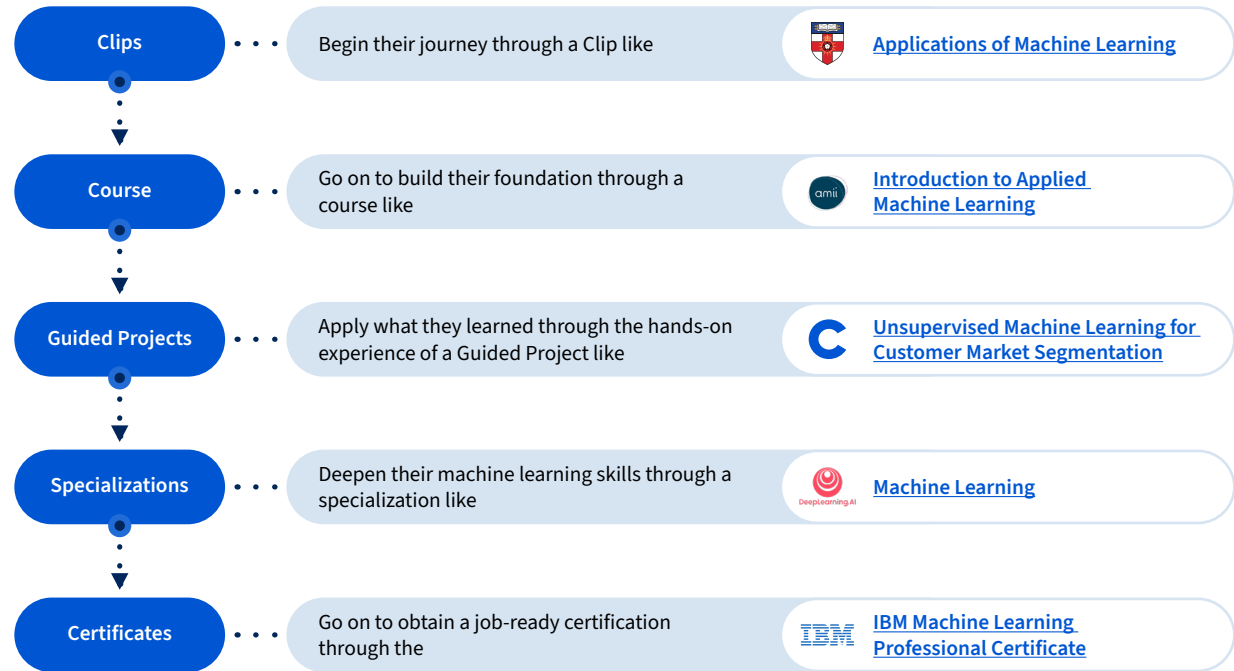 Clips
Begin their journey through a Clip like
Applications of Machine Learning
Course
Go on to build their foundation through a
course like
amii
Introduction to Applied
Machine Learning
Guided Projects
Apply what they learned through the hands-on
experience of a Guided Project like
Unsupervised Machine Learning for
Customer Market Segmentation
Specializations
Deepen their machine learning skills through a
specialization like
DeepLearning.AI
Machine Learning
Certificates
Go on to obtain a job-ready certification
through the
IBM
IBM Machine Learning
Professional Certificate